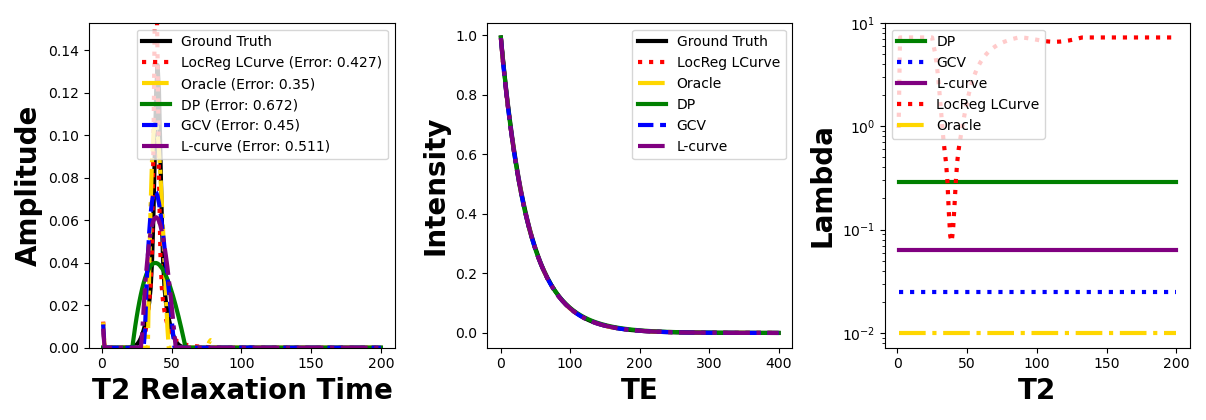 Amplitude
0.14
0.12
0.10
0.08
0.06
0.04
0.02
0.00
Ground Truth
LocReg LCurve (Error: 0.427)
Oracle (Error: 0.35)
DP (Error: 0.672)
GCV (Error: 0.45)
L-curve (Error: 0.511)
0 50 100 150 200
T2 Relaxation Time
Intensity
1.0
0.8
0.6
0.4
0.2
0.0
Ground Truth
LocReg LCurve
Oracle
DP
GCV
L-curve
0 100 200 300 400
TE
Lambda
10¹
10⁰
10⁻¹
10⁻²
DP
GCV
L-curve
LocReg LCurve
Oracle
0 50 100 150 200
T2